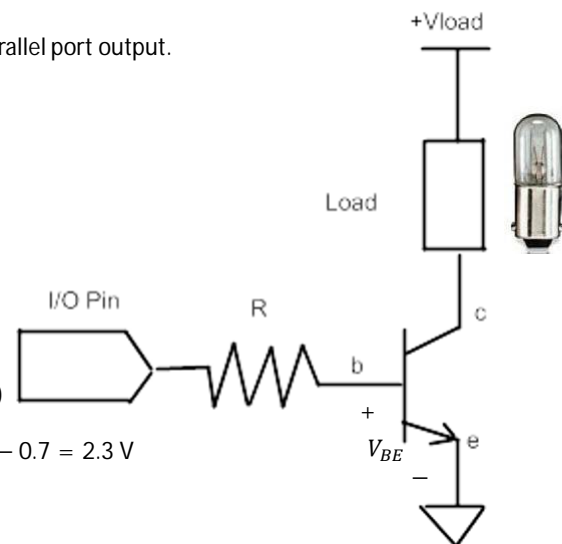 +Vload
rallel port output.
Load
I/O Pin
R
c
b
)
+
− 0.7 = 2.3 V
V_BE
e
−